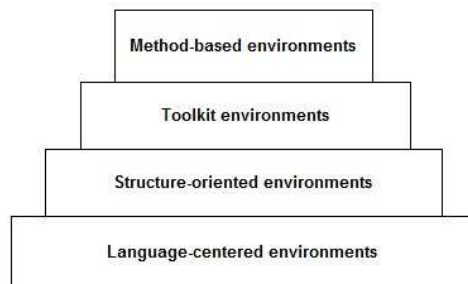 Method-based environments
Toolkit environments
Structure-oriented environments
Language-centered environments